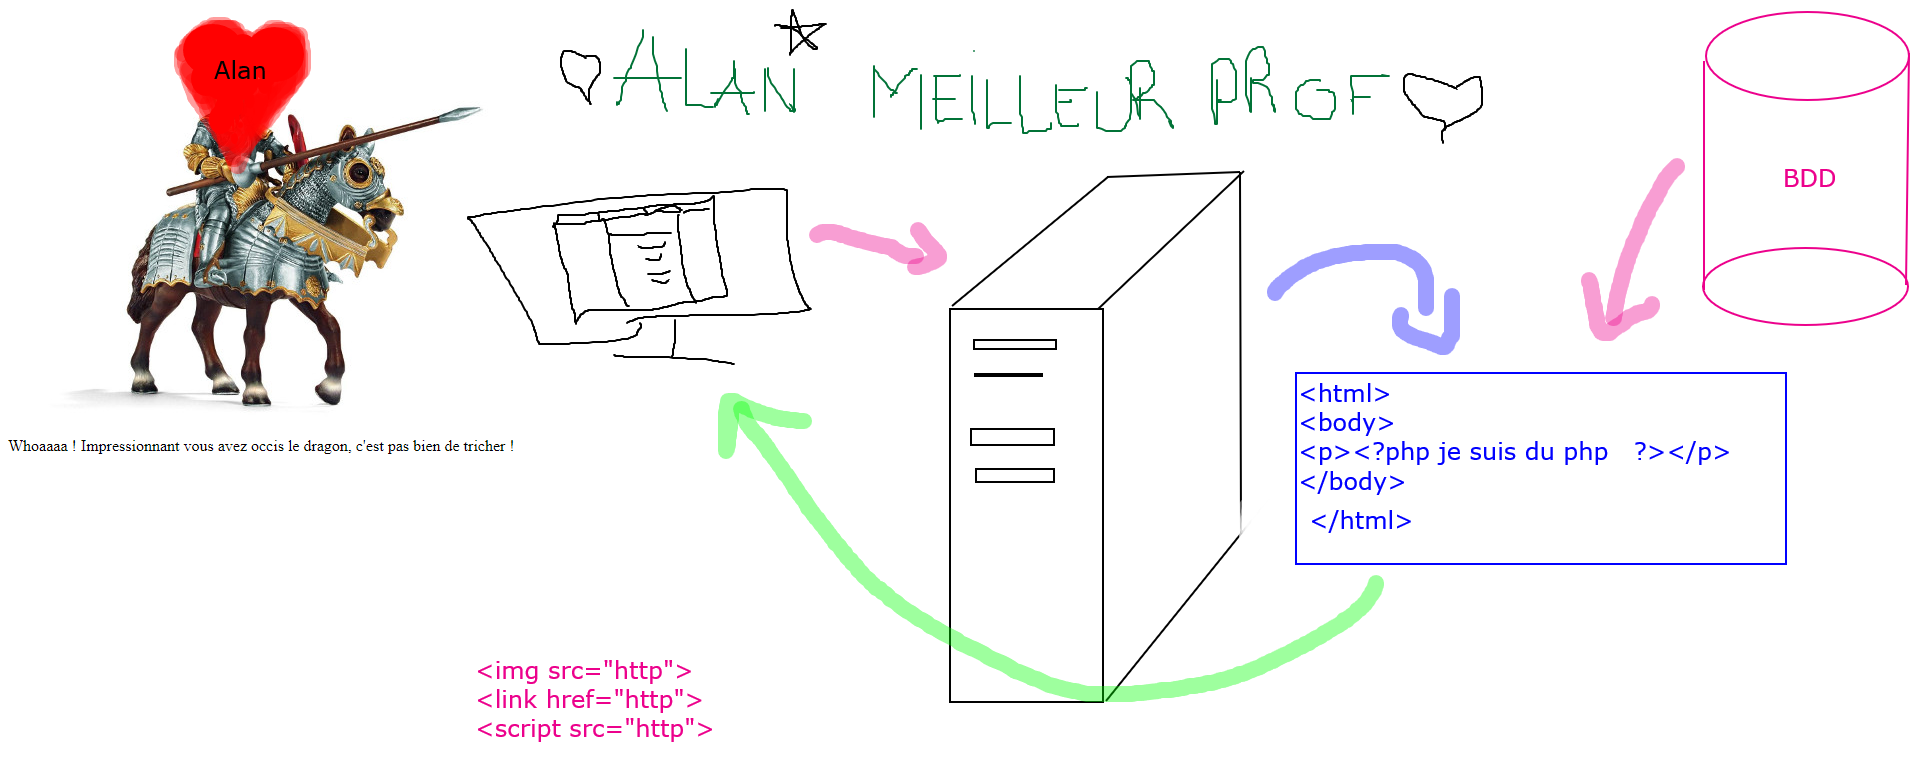 Alan
ALAN MEILLEUR PROF
BDD
Whoaaaa ! Impressionnant vous avez occis le dragon, c'est pas bien de tricher !
<html>
<body>
<p><?php je suis du php   ?></p>
</body>
</html>
<img src="http">
<link href="http">
<script src="http">